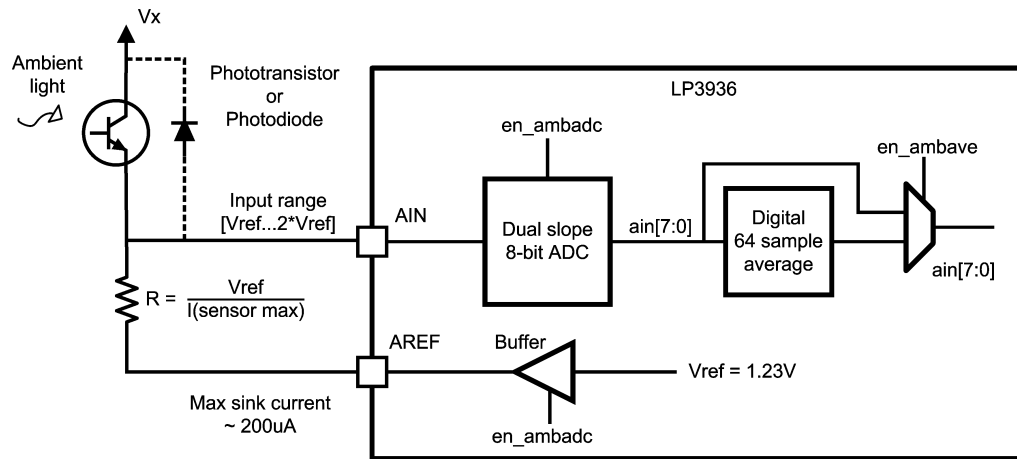 Vx
Ambient
light
Phototransistor
or
Photodiode
LP3936
en_ambadc
en_ambave
Input range
[Vref...2*Vref]
AIN
Dual slope
8-bit ADC
ain[7:0]
Digital
64 sample
average
ain[7:0]
R = Vref
I(sensor max)
AREF
Buffer
Vref = 1.23V
Max sink current
~ 200uA
en_ambadc